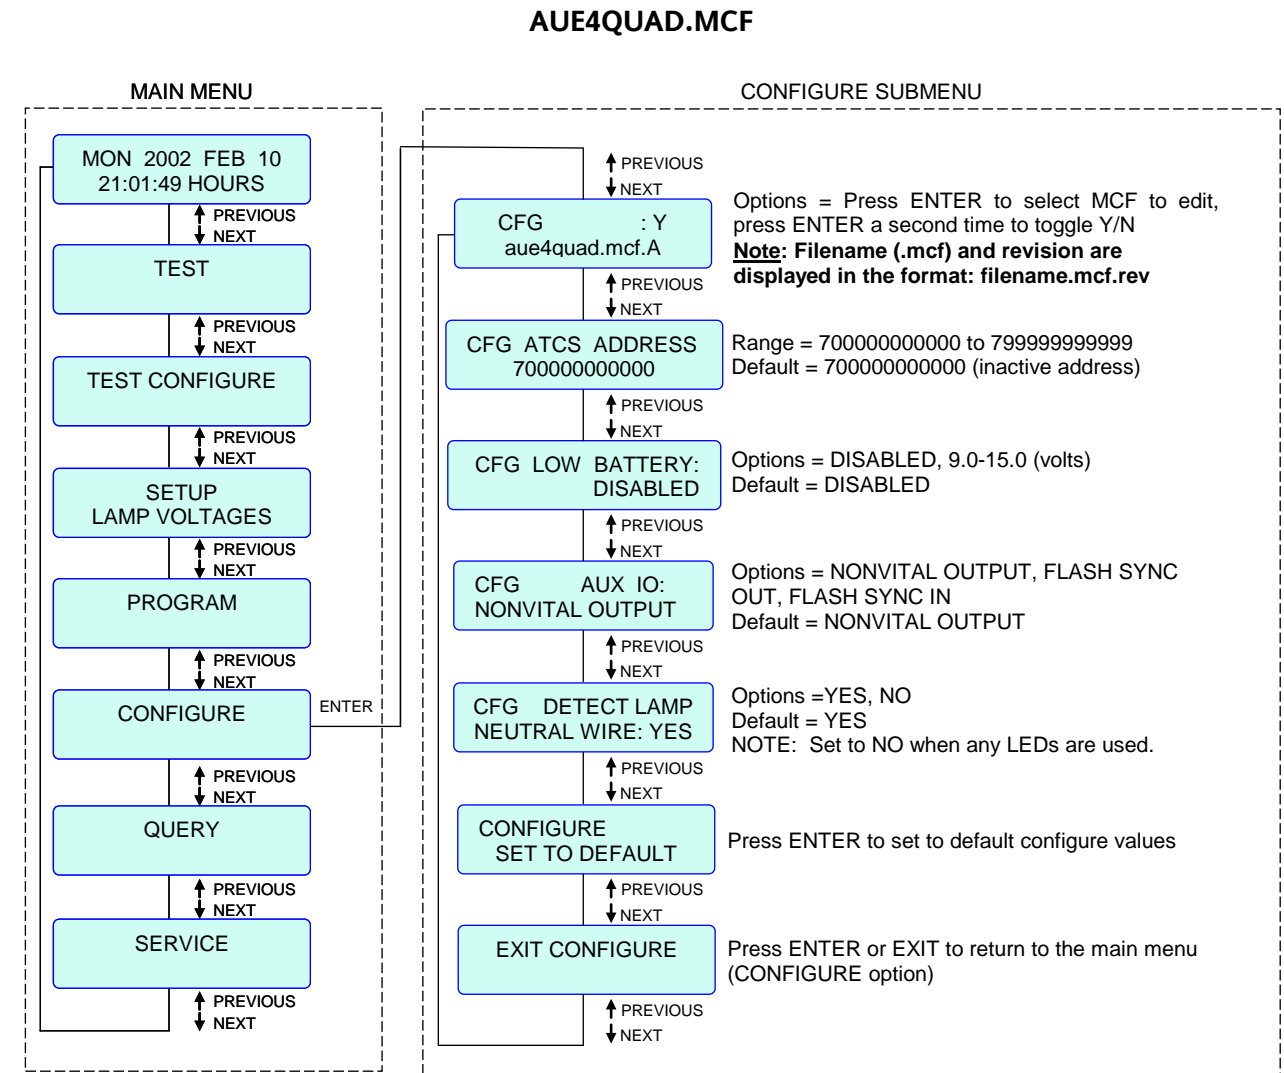 AUE4QUAD.MCF
MAIN MENU
MON 2002 FEB 10
21:01:49 HOURS
PREVIOUS
NEXT
TEST
PREVIOUS
NEXT
TEST CONFIGURE
PREVIOUS
NEXT
SETUP
LAMP VOLTAGES
PREVIOUS
NEXT
PROGRAM
PREVIOUS
NEXT
CONFIGURE
ENTER
PREVIOUS
NEXT
QUERY
PREVIOUS
NEXT
SERVICE
PREVIOUS
NEXT
CONFIGURE SUBMENU
PREVIOUS
NEXT
CFG : Y
aue4quad.mcf.A
Options = Press ENTER to select MCF to edit,
press ENTER a second time to toggle Y/N
Note: Filename (.mcf) and revision are
displayed in the format: filename.mcf.rev
PREVIOUS
NEXT
CFG ATCS ADDRESS
700000000000
Range = 700000000000 to 799999999999
Default = 700000000000 (inactive address)
PREVIOUS
NEXT
CFG LOW BATTERY:
DISABLED
Options = DISABLED, 9.0-15.0 (volts)
Default = DISABLED
PREVIOUS
NEXT
CFG AUX IO:
NONVITAL OUTPUT
Options = NONVITAL OUTPUT, FLASH SYNC
OUT, FLASH SYNC IN
Default = NONVITAL OUTPUT
PREVIOUS
NEXT
CFG DETECT LAMP
NEUTRAL WIRE: YES
Options =YES, NO
Default = YES
NOTE: Set to NO when any LEDs are used.
PREVIOUS
NEXT
CONFIGURE
SET TO DEFAULT
Press ENTER to set to default configure values
PREVIOUS
NEXT
EXIT CONFIGURE
Press ENTER or EXIT to return to the main menu
(CONFIGURE option)
PREVIOUS
NEXT